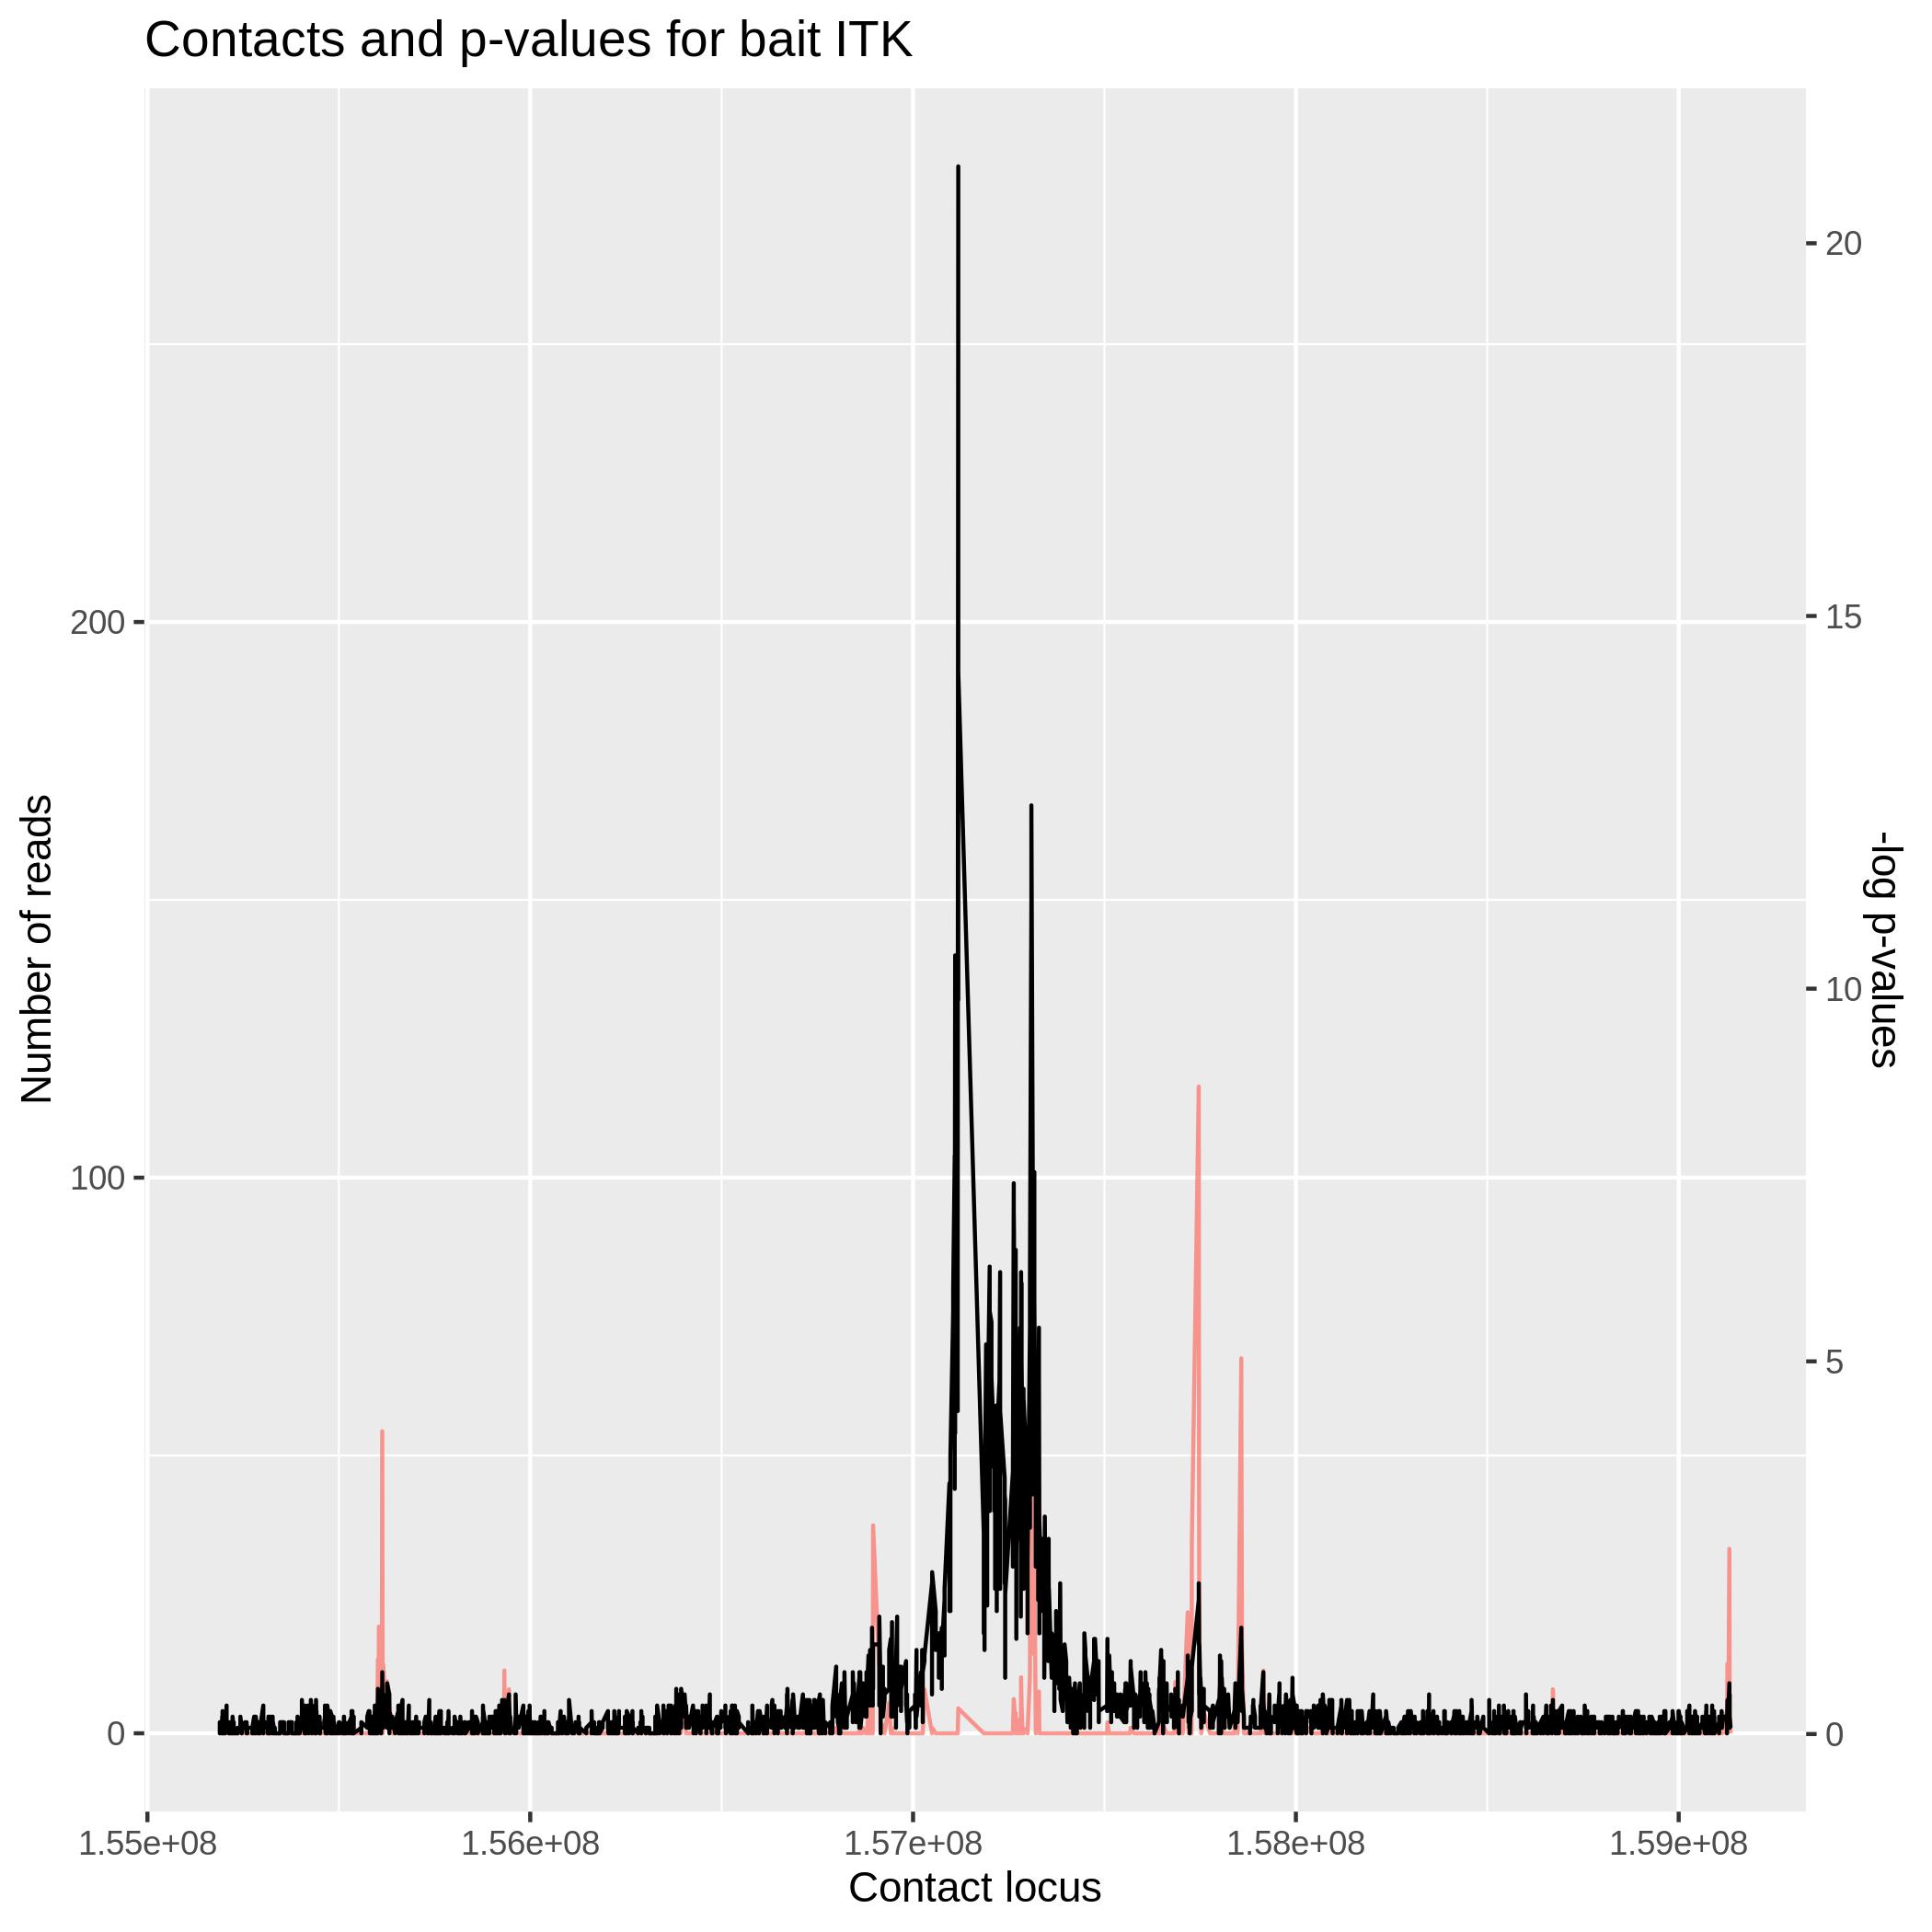 Contacts and p-values for bait ITK
Number of reads
200
100
0
20
15
10
5
0
-log p-values
1.55e+08
1.56e+08
1.57e+08
1.58e+08
1.59e+08
Contact locus